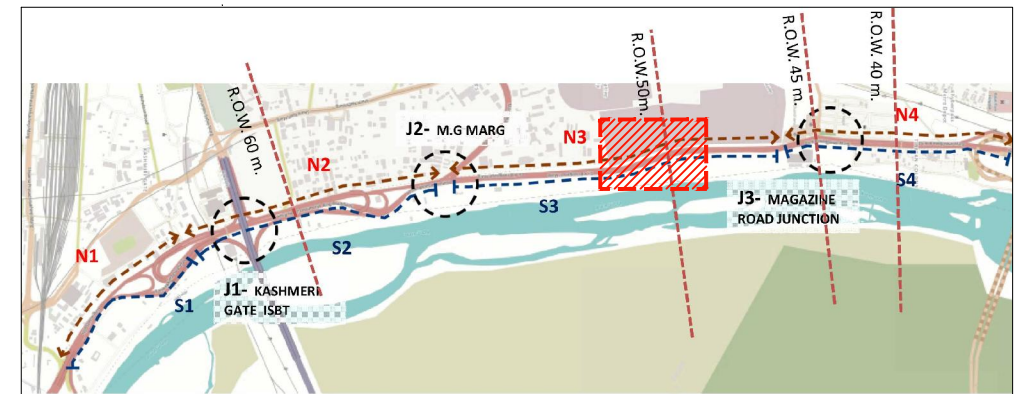 R.O.W. 60 m.
R.O.W.50m.
R.O.W. 45 m.
R.O.W. 40 m.
J2- M.G MARG
N1
N2
N3
N4
S1
S2
S3
S4
J1- KASHMERI
GATE ISBT
J3- MAGAZINE
ROAD JUNCTION